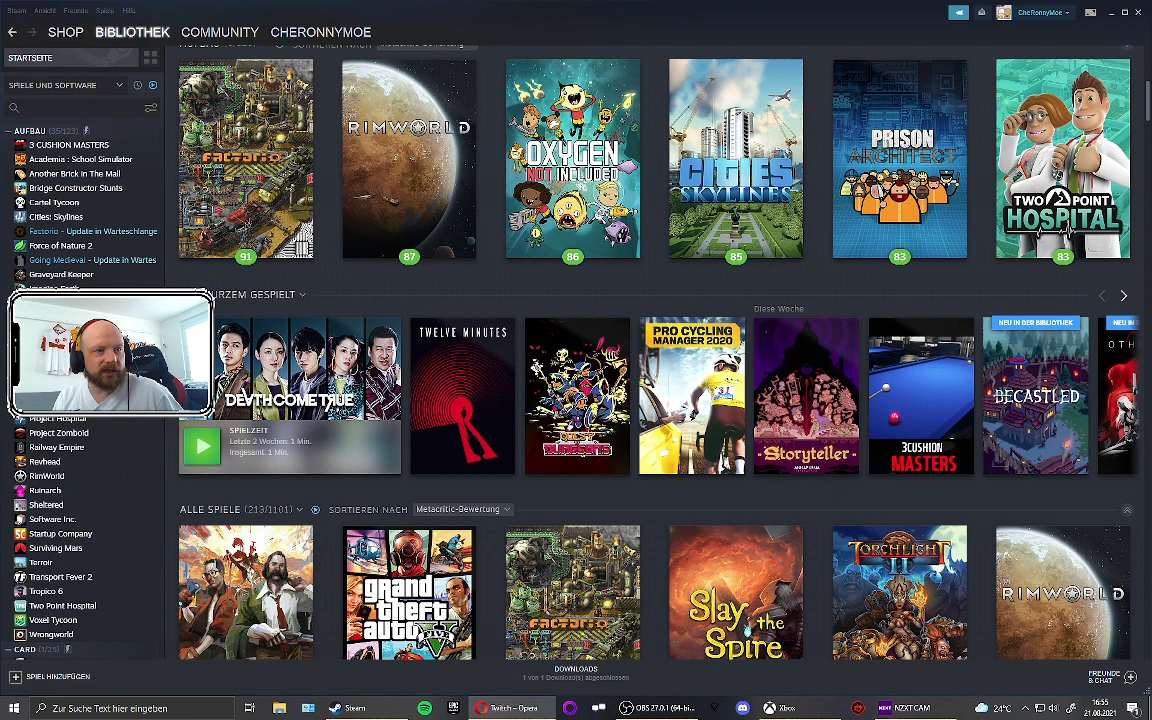 Steam Ansicht Freunde Spiele Hilfe
CheRonnyMoe
SHOP BIBLIOTHEK COMMUNITY CHERONNYMOE
STARTSEITE
SPIELE UND SOFTWARE
AUFBAU (35/123)
3 CUSHION MASTERS
Academia : School Simulator
Another Brick In The Mall
Bridge Constructor Stunts
Cartel Tycoon
Cities: Skylines
Factorio - Update in Warteschlange
Force of Nature 2
Going Medieval - Update in Wartes
Graveyard Keeper
Project Hospital
Project Zomboid
Railway Empire
Revhead
RimWorld
Ruinarch
Sheltered
Software Inc.
Startup Company
Surviving Mars
Terroir
Transport Fever 2
Tropico 6
Two Point Hospital
Voxel Tycoon
Wrongworld
CARD (1/25)
SPIEL HINZUFÜGEN
SORTIEREN NACH
FACTORIO
RIMWORLD
OXYGEN
NOT INCLUDED
CITIES
SKYLINES
PRISON
ARCHITECT
TWO POINT
HOSPITAL
91
87
86
85
83
83
KURZEM GESPIELT
DEATH COME TRUE
SPIELZEIT
Letzte 2 Wochen: 1 Min.
Insgesamt: 1 Min.
TWELVE MINUTES
PRO CYCLING
MANAGER 2020
Diese Woche
Storyteller
ANNAPURNA
3CUSHION
MASTERS
NEU IN DER BIBLIOTHEK
BECASTLED
NEU IN
OTH
ALLE SPIELE (213/1101) SORTIEREN NACH Metacritic-Bewertung
grand
theft
auto
V
FACTORIO
Slay the
Spire
TORCHLIGHT
II
RIMWORLD
DOWNLOADS
1 von 1 Download(s) abgeschlossen
FREUNDE
& CHAT
Zur Suche Text hier eingeben
Steam
Twitch – Opera
OBS 27.0.1 (64-bi...
Xbox
NZXT CAM
24°C
16:55
21.08.2021